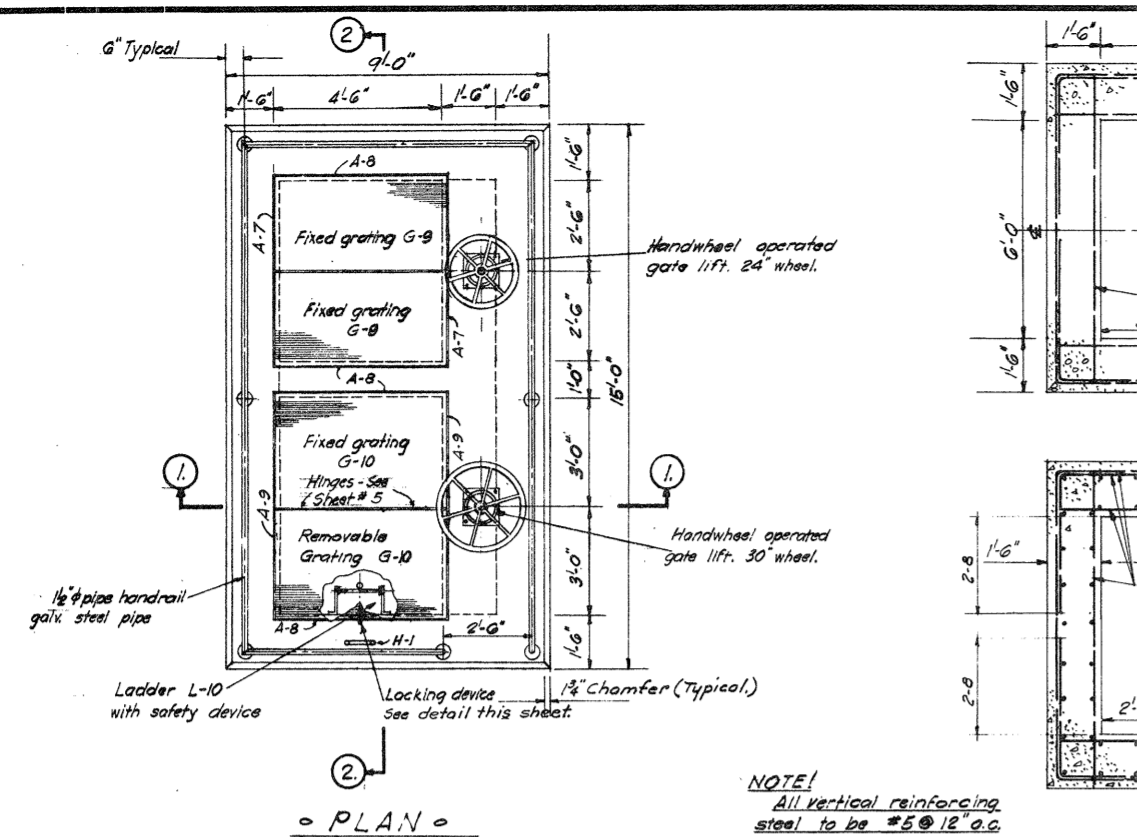 6" Typical
2
9'-0"
1'-6"
4'-6"
1'-6"
1'-6"
A-8
A-7
Fixed grating G-9
Fixed grating
G-9
A-7
A-8
1'-6"
2'-6"
2'-6"
1'-0"
3'-0"
3'-0"
1'-6"
15'-0"
Handwheel operated
gate lift. 24" wheel.
Fixed grating
G-10
A-9
Hinges - See
Sheet # 5
A-9
1.
1.
Removable
Grating G-10
Handwheel operated
gate lift. 30" wheel.
1½" ϕ pipe handrail
galv. steel pipe
A-8
H-1
2'-6"
Ladder L-10
with safety device
Locking device
See detail this sheet.
1¾" Chamfer (Typical.)
2.
• PLAN •
NOTE!
All vertical reinforcing
steel to be #5 @ 12" o.c.
1'-6"
1'-6"
6'-0"
℄
1'-6"
1'-6"
2-8
2-8
2'-